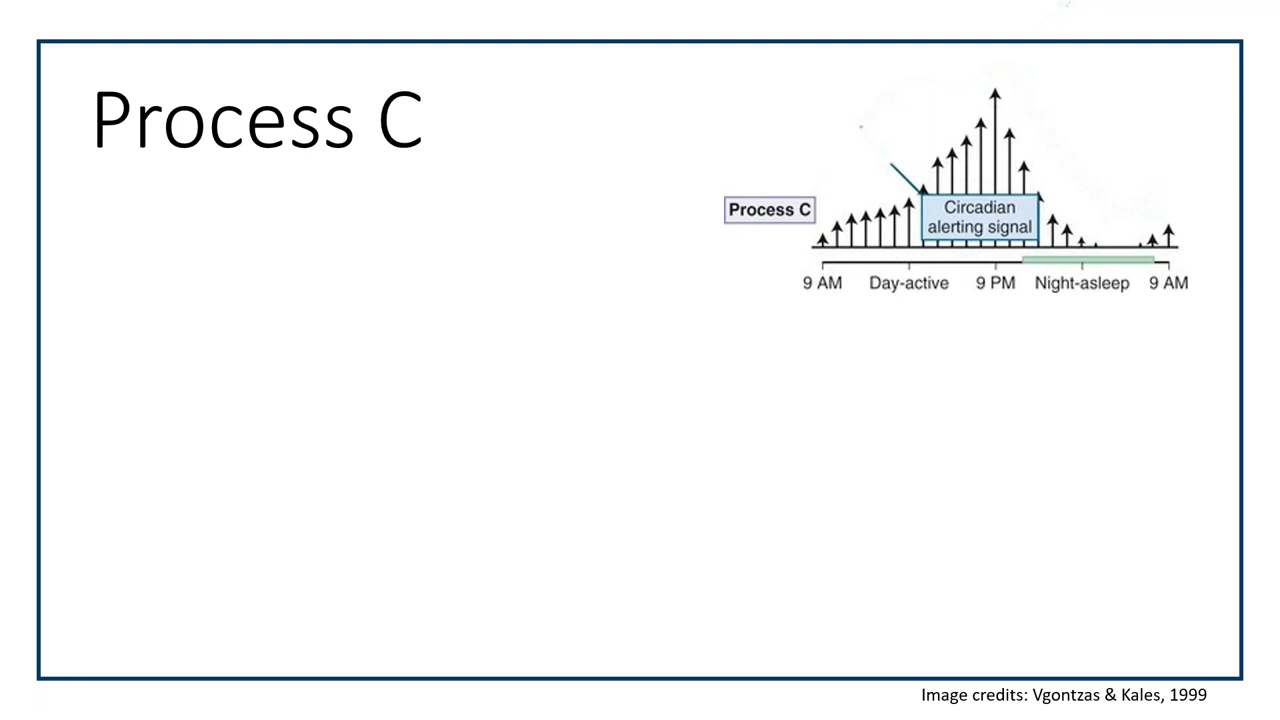 Process C
Process C
Circadian
alerting signal
9 AM Day-active 9 PM Night-asleep 9 AM
Image credits: Vgontzas & Kales, 1999